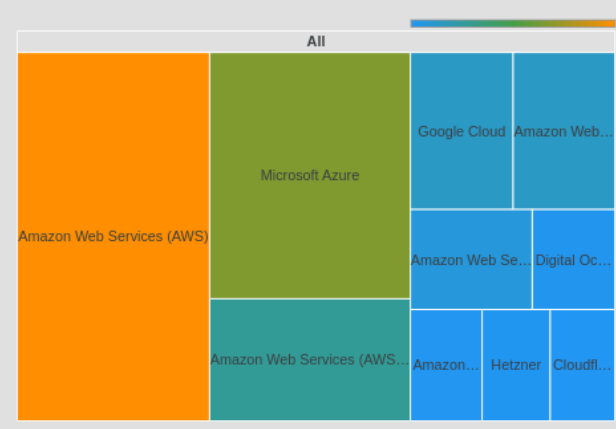 All
Amazon Web Services (AWS)
Microsoft Azure
Amazon Web Services (AWS...
Google Cloud
Amazon Web...
Amazon Web Se...
Digital Oc...
Amazon...
Hetzner
Cloudfl...